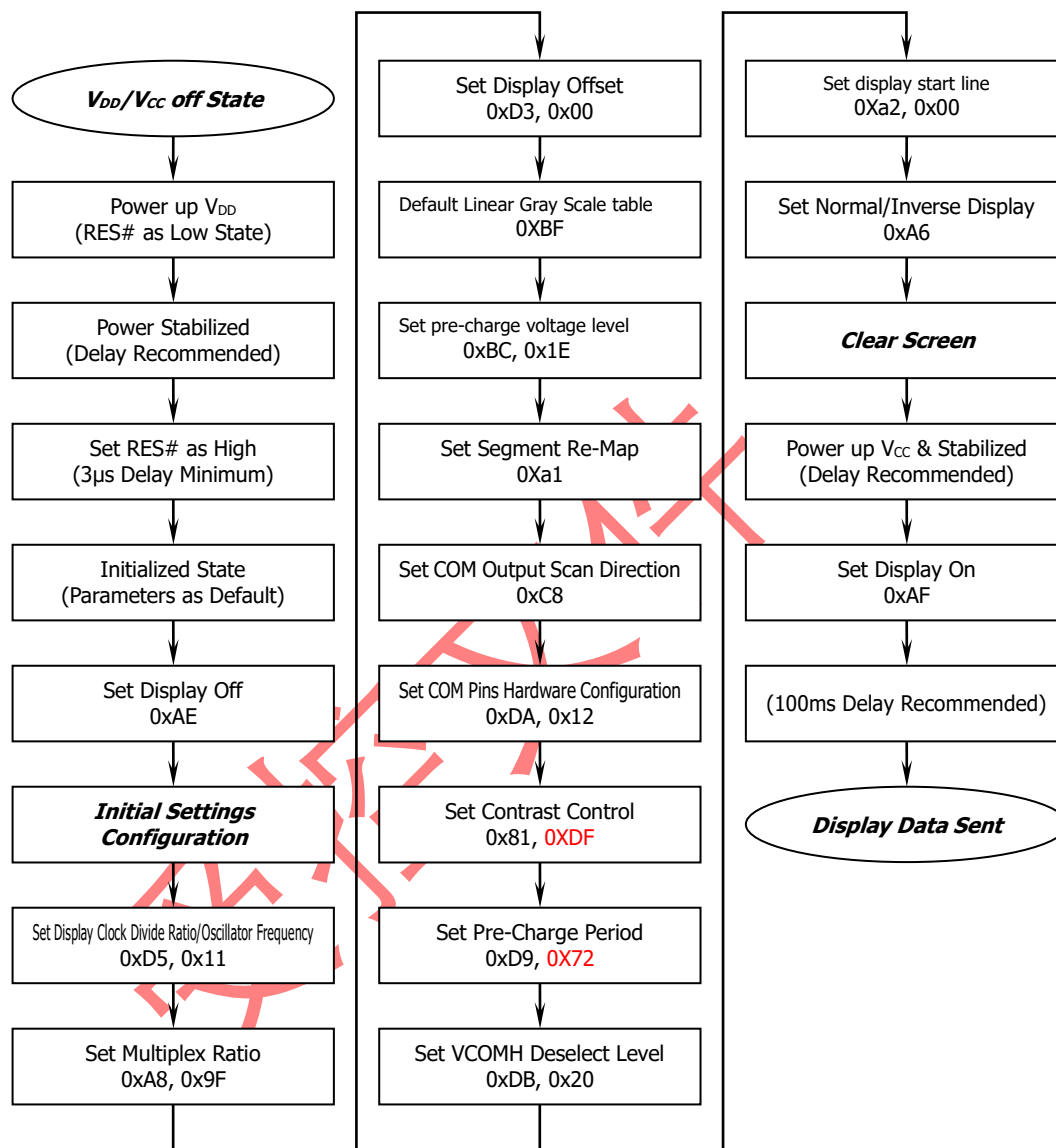 VDD/VCC off State
Power up VDD
(RES# as Low State)
Power Stabilized
(Delay Recommended)
Set RES# as High
(3µs Delay Minimum)
Initialized State
(Parameters as Default)
Set Display Off
0xAE
Initial Settings
Configuration
Set Display Clock Divide Ratio/Oscillator Frequency
0xD5, 0x11
Set Multiplex Ratio
0xA8, 0x9F
Set Display Offset
0xD3, 0x00
Default Linear Gray Scale table
0XBF
Set pre-charge voltage level
0xBC, 0x1E
Set Segment Re-Map
0Xa1
Set COM Output Scan Direction
0xC8
Set COM Pins Hardware Configuration
0xDA, 0x12
Set Contrast Control
0x81, 0XDF
Set Pre-Charge Period
0xD9, 0X72
Set VCOMH Deselect Level
0xDB, 0x20
Set display start line
0Xa2, 0x00
Set Normal/Inverse Display
0xA6
Clear Screen
Power up VCC & Stabilized
(Delay Recommended)
Set Display On
0xAF
(100ms Delay Recommended)
Display Data Sent